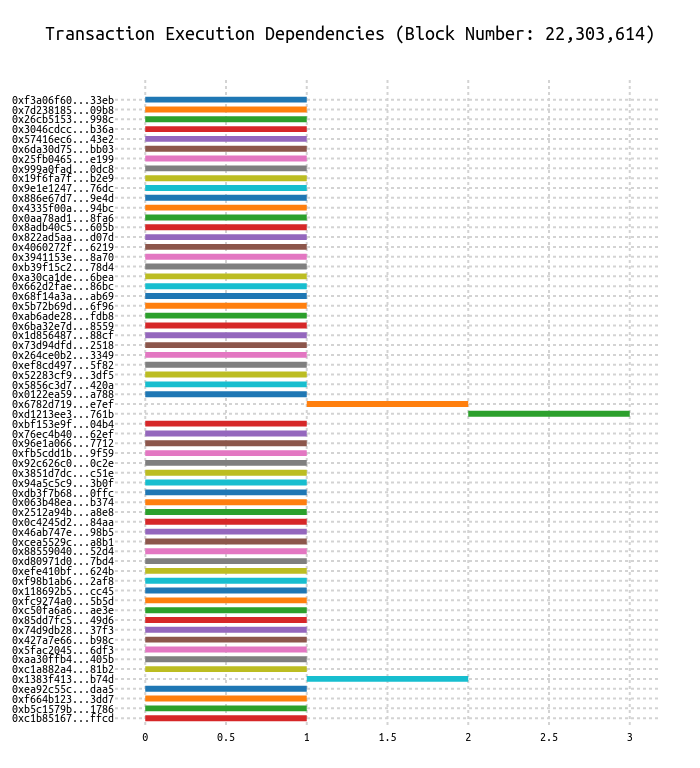 Transaction Execution Dependencies (Block Number: 22,303,614)
0xf3a06f60...33eb
0x7d238185...09b8
0x26cb5153...998c
0x3046cdcc...b36a
0x57416ec6...43e2
0x6da30d75...bb03
0x25fb0465...e199
0x999a0fad...0dc8
0x19f6fa7f...b2e9
0x9e1e1247...76dc
0x886e67d7...9e4d
0x4335f00a...94bc
0x0aa78ad1...8fa6
0x8adb40c5...605b
0x822ad5aa...d07d
0x4060272f...6219
0x3941153e...8a70
0xb39f15c2...78d4
0xa30ca1de...6bea
0x662d2fae...86bc
0x68f14a3a...ab69
0x5b72b69d...6f96
0xab6ade28...fdb8
0x6ba32e7d...8559
0x1d856487...88cf
0x73d94dfd...2518
0x264ce0b2...3349
0xef8cd497...5f82
0x52283cf9...3df5
0x5856c3d7...420a
0x0122ea59...a788
0x6782d719...e7ef
0xd1213ee3...761b
0xbf153e9f...04b4
0x76ec4b40...62ef
0x96e1a066...7712
0xfb5cdd1b...9f59
0x92c626c0...0c2e
0x3851d7dc...c51e
0x94a5c5c9...3b0f
0xdb3f7b68...0ffc
0x063b48ea...b374
0x2512a94b...a8e8
0x0c4245d2...84aa
0x46ab747e...98b5
0xcea5529c...a8b1
0x88559040...52d4
0xd80971d0...7bd4
0xefe410bf...624b
0xf98b1ab6...2af8
0x118692b5...cc45
0xfc9274a0...5b5d
0xc50fa6a6...ae3e
0x85dd7fc5...49d6
0x74d9db28...37f3
0x427a7e66...b98c
0x5fac2045...6df3
0xaa30ffb4...405b
0xc1a882a4...81b2
0x1383f413...b74d
0xea92c55c...daa5
0xf664b123...3dd7
0xb5c1579b...1786
0xc1b85167...ffcd
0 0.5 1 1.5 2 2.5 3